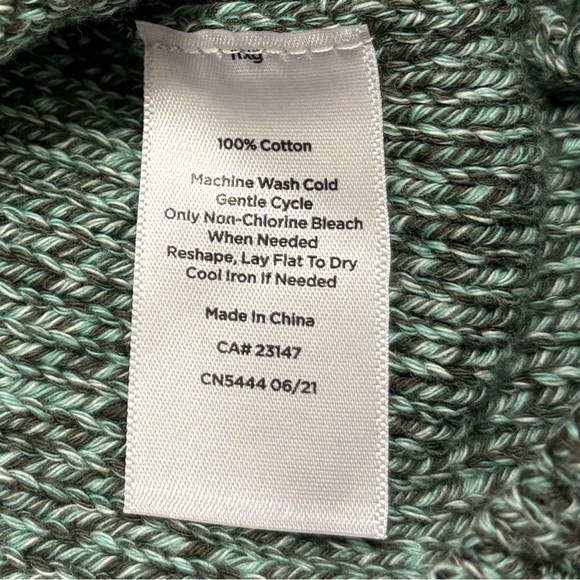 100% Cotton
Machine Wash Cold
Gentle Cycle
Only Non-Chlorine Bleach
When Needed
Reshape, Lay Flat To Dry
Cool Iron If Needed
Made In China
CA# 23147
CN5444 06/21